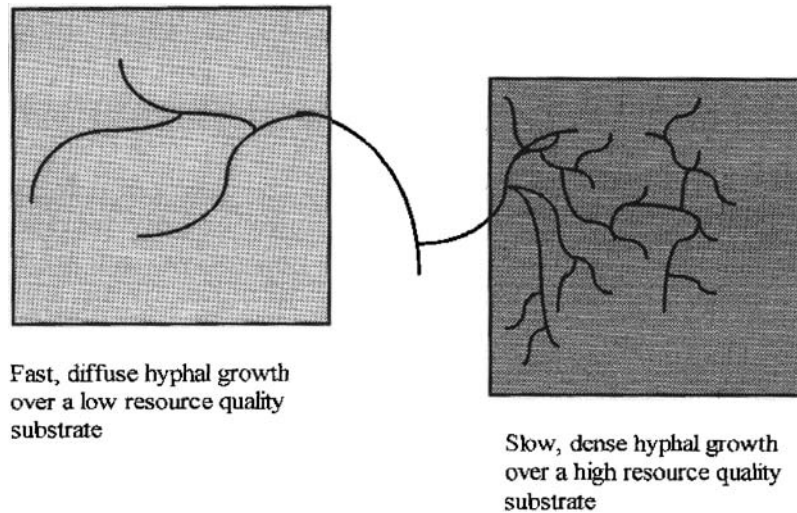 Fast, diffuse hyphal growth
over a low resource quality
substrate
Slow, dense hyphal growth
over a high resource quality
substrate